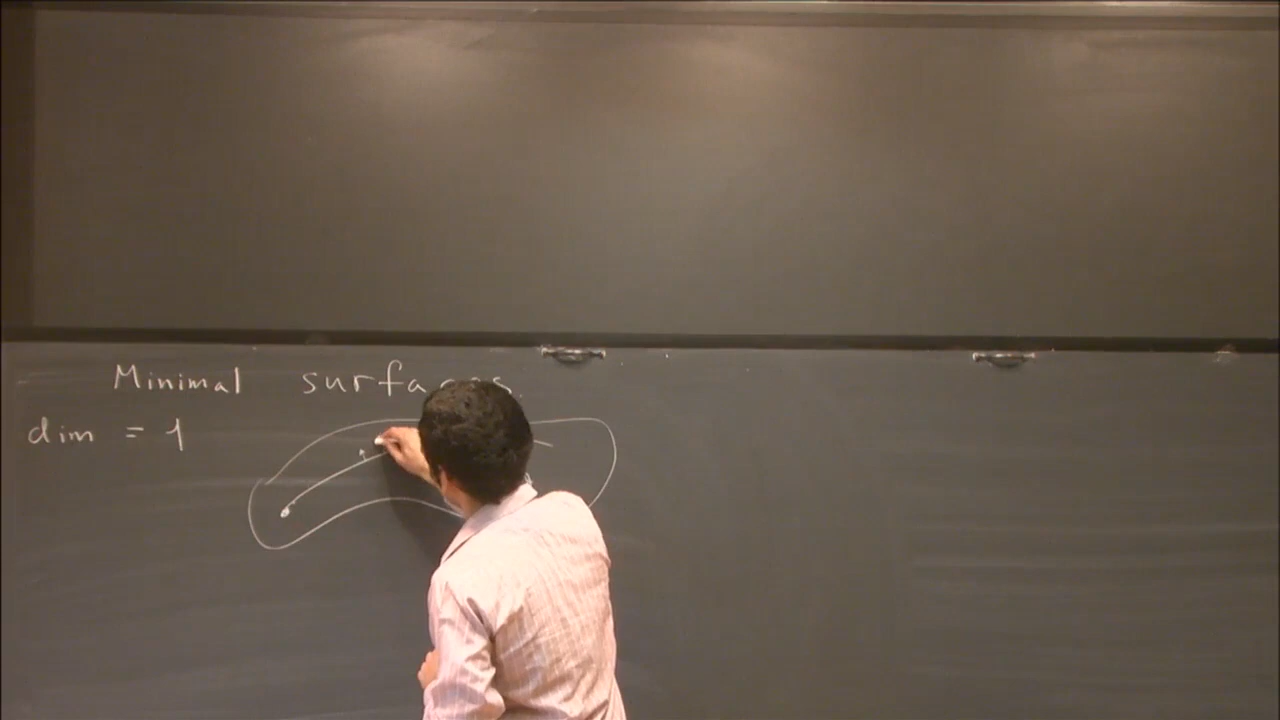 Minimal surfaces.
dim = 1